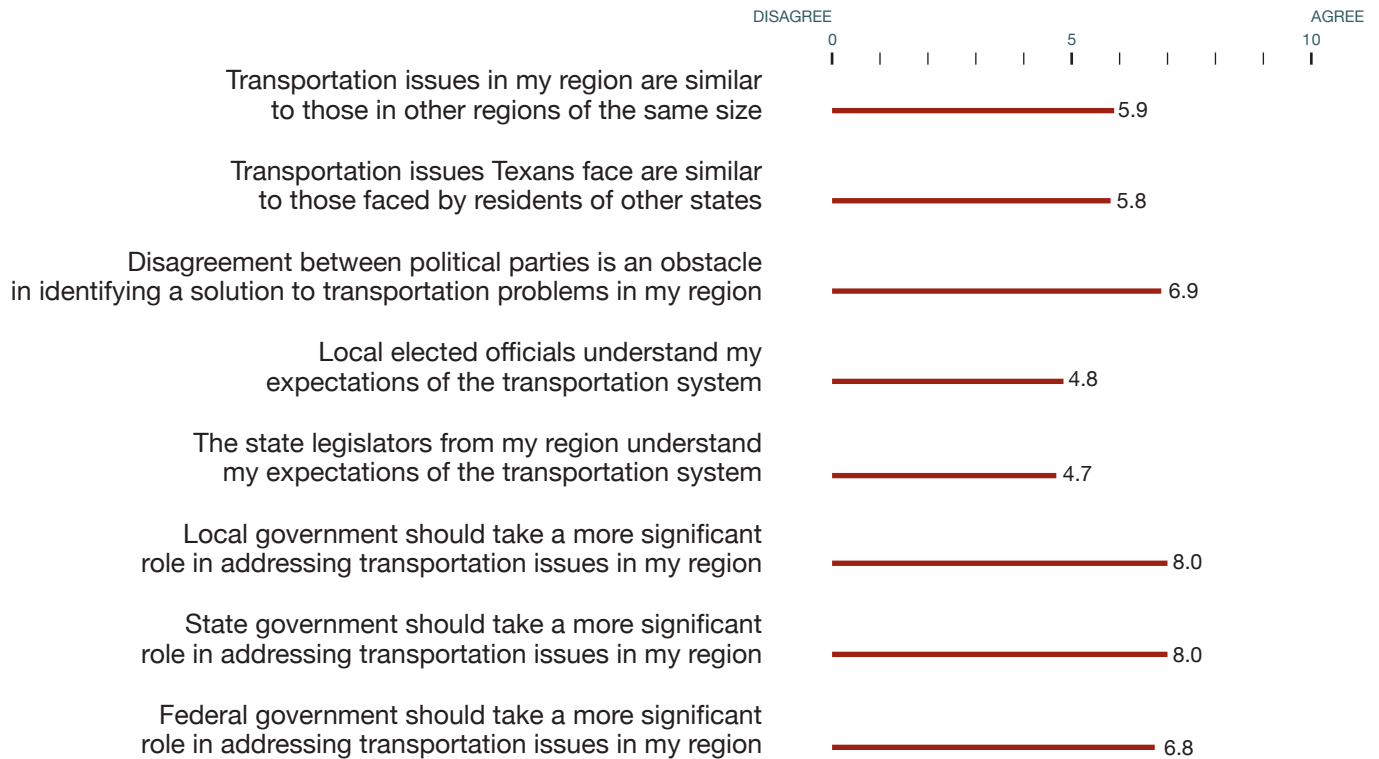 DISAGREE AGREE
0 5 10
Transportation issues in my region are similar
to those in other regions of the same size
5.9
Transportation issues Texans face are similar
to those faced by residents of other states
5.8
Disagreement between political parties is an obstacle
in identifying a solution to transportation problems in my region
6.9
Local elected officials understand my
expectations of the transportation system
4.8
The state legislators from my region understand
my expectations of the transportation system
4.7
Local government should take a more significant
role in addressing transportation issues in my region
8.0
State government should take a more significant
role in addressing transportation issues in my region
8.0
Federal government should take a more significant
role in addressing transportation issues in my region
6.8